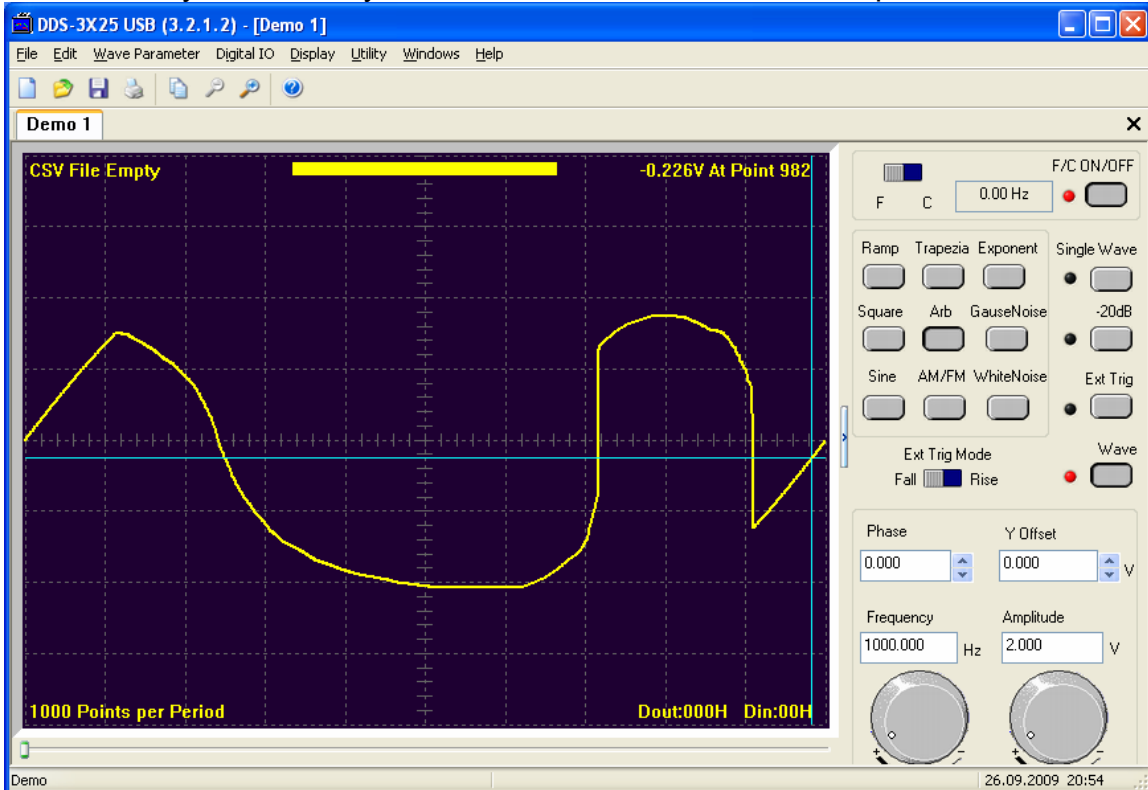 DDS-3X25 USB (3.2.1.2) - [Demo 1]
File Edit Wave Parameter Digital IO Display Utility Windows Help
Demo 1
CSV File Empty
-0.226V At Point 982
1000 Points per Period
Dout:000H Din:00H
F/C ON/OFF
F C
0.00 Hz
Ramp Trapezia Exponent
Single Wave
Square Arb GauseNoise
-20dB
Sine AM/FM WhiteNoise
Ext Trig
Ext Trig Mode
Fall Rise
Wave
Phase Y Offset
0.000 0.000 V
Frequency Amplitude
1000.000 Hz 2.000 V
Demo
26.09.2009 20:54